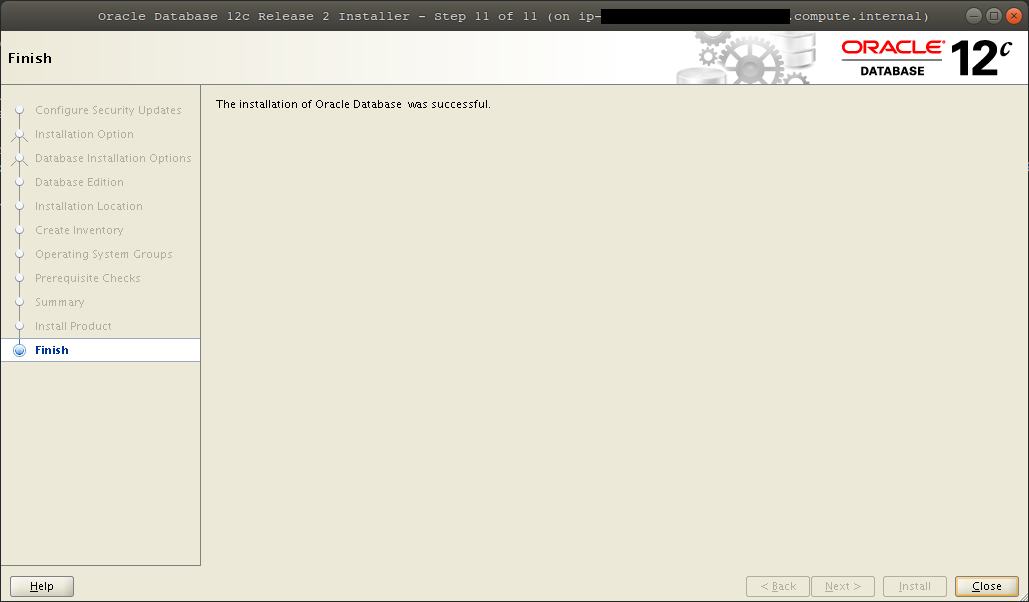 Oracle Database 12c Release 2 Installer - Step 11 of 11 (on ip-.compute.internal)
Finish
ORACLE®
DATABASE
12c
Configure Security Updates
Installation Option
Database Installation Options
Database Edition
Installation Location
Create Inventory
Operating System Groups
Prerequisite Checks
Summary
Install Product
Finish
The installation of Oracle Database was successful.
Help
< Back
Next >
Install
Close